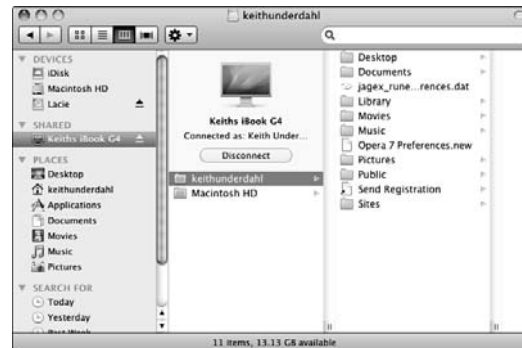 keithunderdahl
DEVICES
iDisk
Macintosh HD
Lacie
SHARED
Keiths iBook G4
PLACES
Desktop
keithunderdahl
Applications
Documents
Movies
Music
Pictures
SEARCH FOR
Today
Yesterday
Past Week
Keiths iBook G4
Connected as: Keith Under...
Disconnect
keithunderdahl
Macintosh HD
Desktop
Documents
jagex_rune...rences.dat
Library
Movies
Music
Opera 7 Preferences.new
Pictures
Public
Send Registration
Sites
11 items, 13.13 GB available